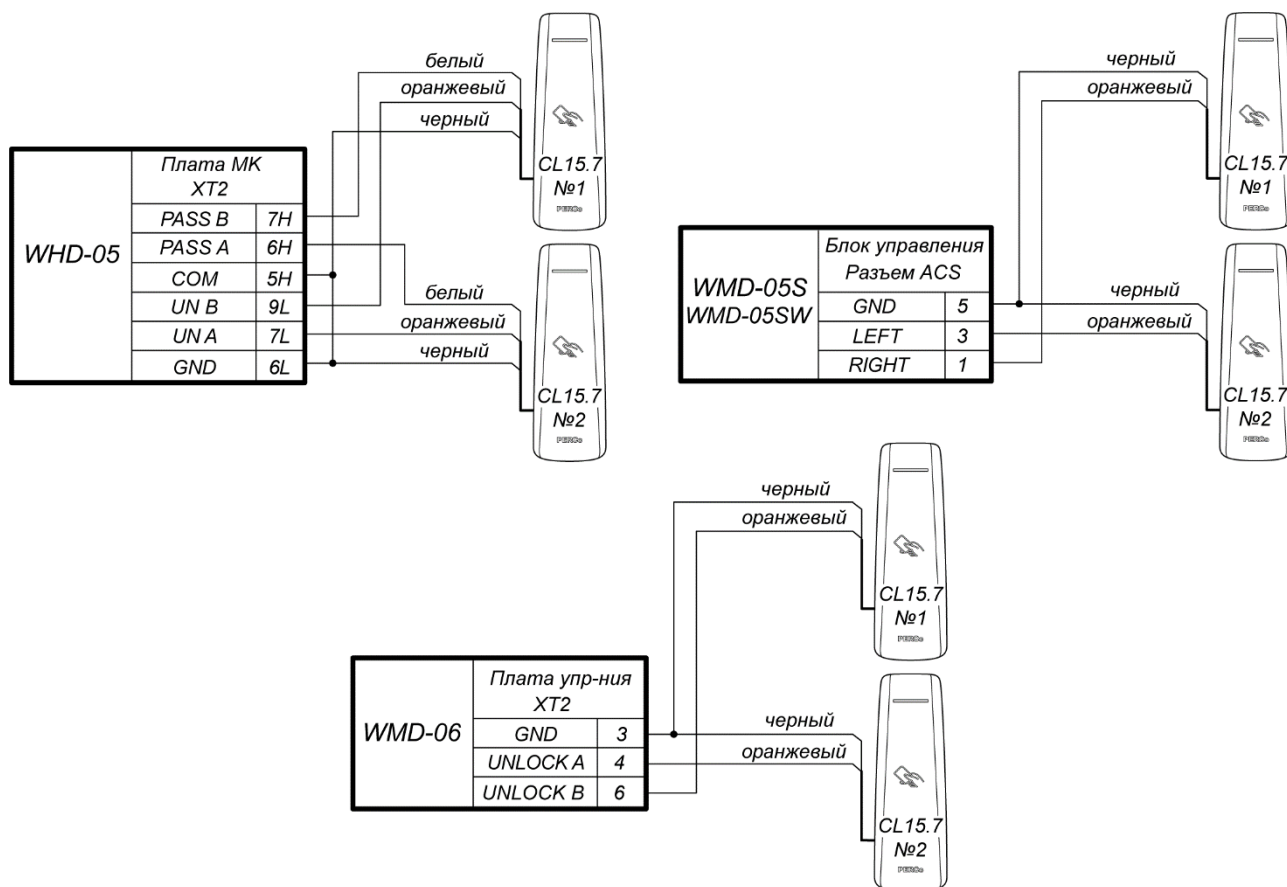 белый
оранжевый
черный
CL15.7
№1
PERCo
WHD-05
Плата МК
XT2
PASS B 7H
PASS A 6H
COM 5H
UN B 9L
UN A 7L
GND 6L
белый
оранжевый
черный
CL15.7
№2
PERCo
черный
оранжевый
CL15.7
№1
PERCo
WMD-05S
WMD-05SW
Блок управления
Разъем ACS
GND 5
LEFT 3
RIGHT 1
черный
оранжевый
CL15.7
№2
PERCo
черный
оранжевый
CL15.7
№1
PERCo
WMD-06
Плата упр-ния
XT2
GND 3
UNLOCK A 4
UNLOCK B 6
черный
оранжевый
CL15.7
№2
PERCo